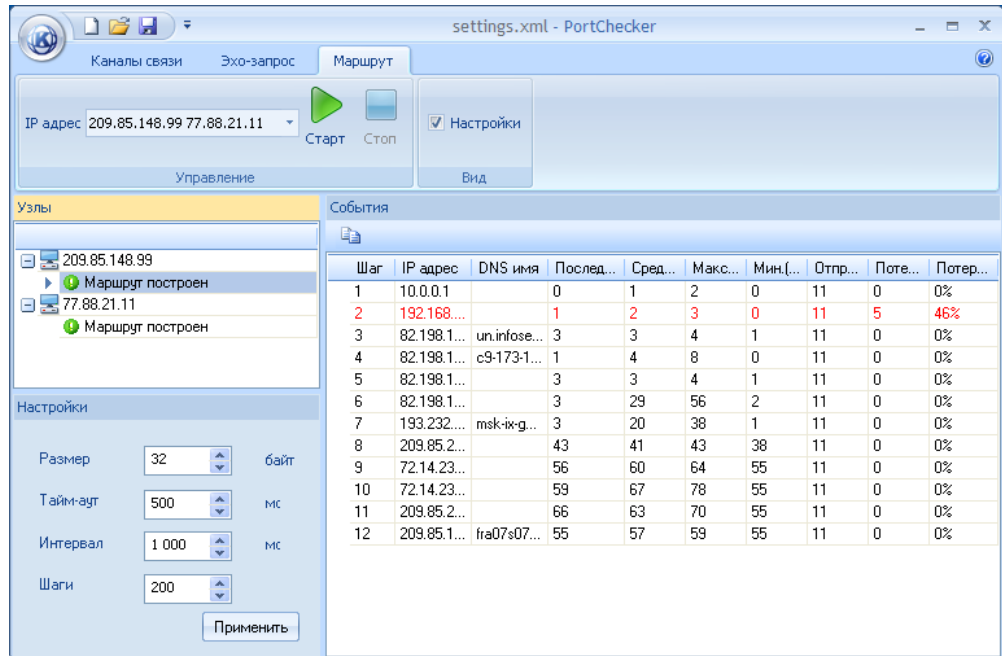 settings.xml - PortChecker
Каналы связи Эхо-запрос Маршрут
IP адрес 209.85.148.99 77.88.21.11
Старт Стоп
Настройки
Управление Вид
Узлы
209.85.148.99
Маршрут построен
77.88.21.11
Маршрут построен
Настройки
Размер 32 байт
Тайм-аут 500 мс
Интервал 1 000 мс
Шаги 200
Применить
События
Шаг IP адрес DNS имя Послед... Сред... Макс... Мин.(... Отпр... Поте... Потер...
1 10.0.0.1 0 1 2 0 11 0 0%
2 192.168.... 1 2 3 0 11 5 46%
3 82.198.1... un.infose... 3 3 4 1 11 0 0%
4 82.198.1... c9-173-1... 1 4 8 0 11 0 0%
5 82.198.1... 3 3 4 1 11 0 0%
6 82.198.1... 3 29 56 2 11 0 0%
7 193.232.... msk-ix-g... 3 20 38 1 11 0 0%
8 209.85.2... 43 41 43 38 11 0 0%
9 72.14.23... 56 60 64 55 11 0 0%
10 72.14.23... 59 67 78 55 11 0 0%
11 209.85.2... 66 63 70 55 11 0 0%
12 209.85.1... fra07s07... 55 57 59 55 11 0 0%